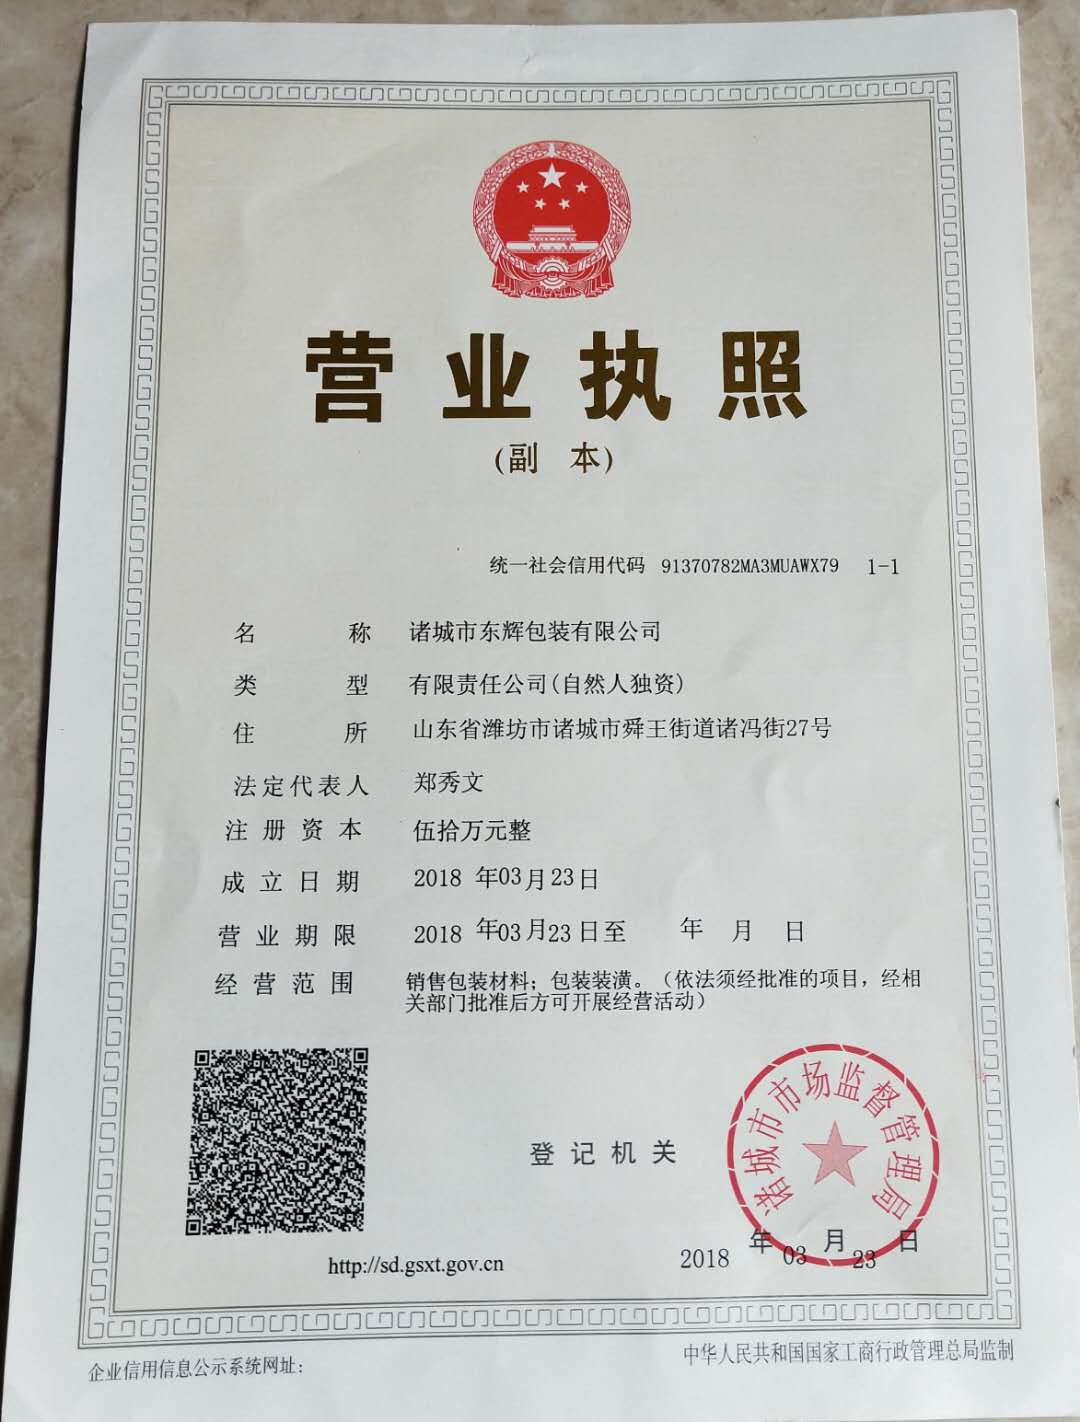 营业执照
(副 本)
统一社会信用代码 91370782MA3MUAWX79 1-1
名 称 诸城市东辉包装有限公司
类 型 有限责任公司(自然人独资)
住 所 山东省潍坊市诸城市舜王街道诸冯街27号
法定代表人 郑秀文
注册资本 伍拾万元整
成立日期 2018 年03月23日
营业期限 2018 年03月23日至 年 月 日
经营范围 销售包装材料；包装装潢。（依法须经批准的项目，经相
关部门批准后方可开展经营活动）
诸城市市场监督管理局
登记机关
2018 年 03 月 23 日
http://sd.gsxt.gov.cn
企业信用信息公示系统网址：
中华人民共和国国家工商行政管理总局监制